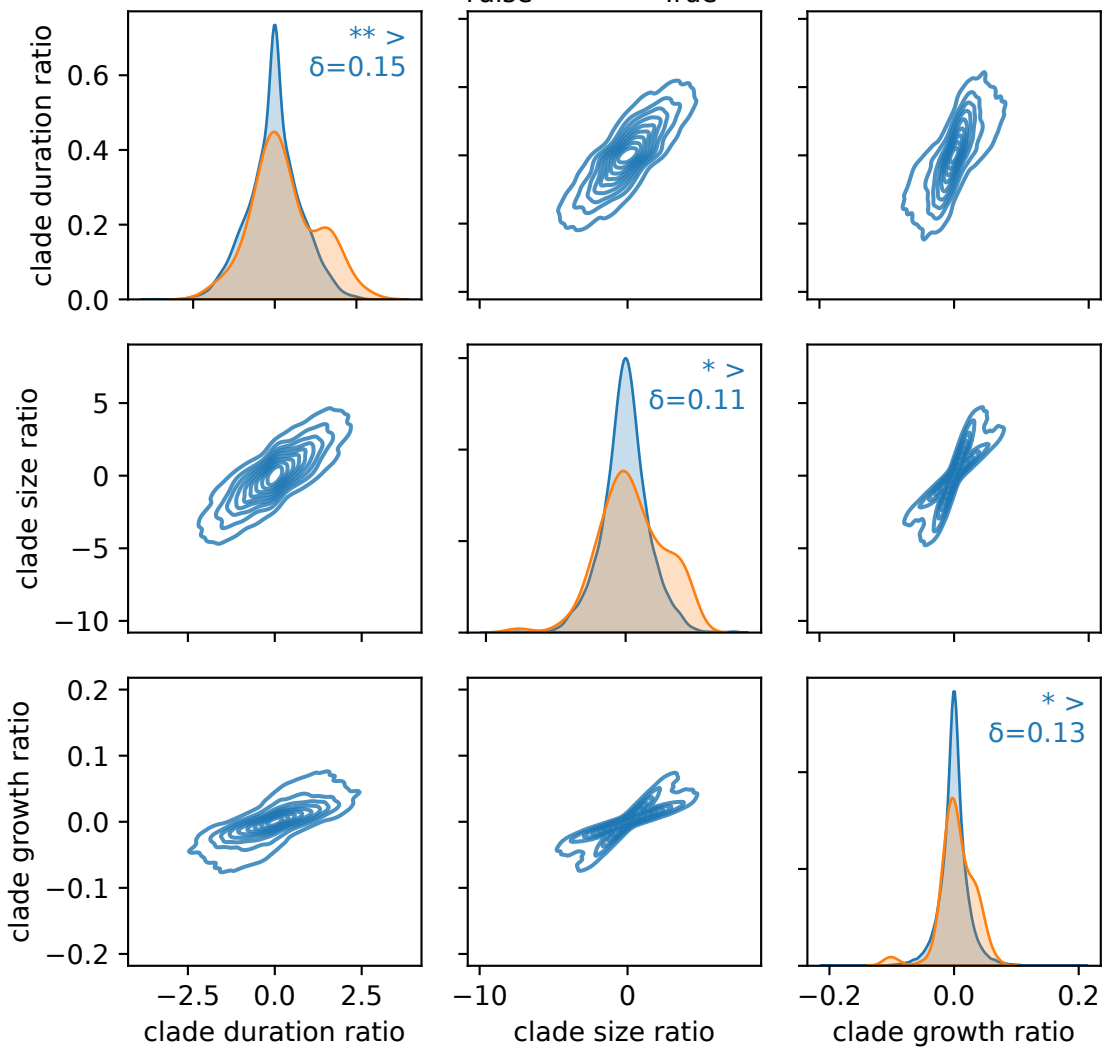 clade duration ratio
0.6
0.4
0.2
0.0
** >
δ=0.15
clade size ratio
5
0
−5
−10
* >
δ=0.11
clade growth ratio
0.2
0.1
0.0
−0.1
−0.2
* >
δ=0.13
−2.5 0.0 2.5
−10 0
−0.2 0.0 0.2
clade duration ratio
clade size ratio
clade growth ratio